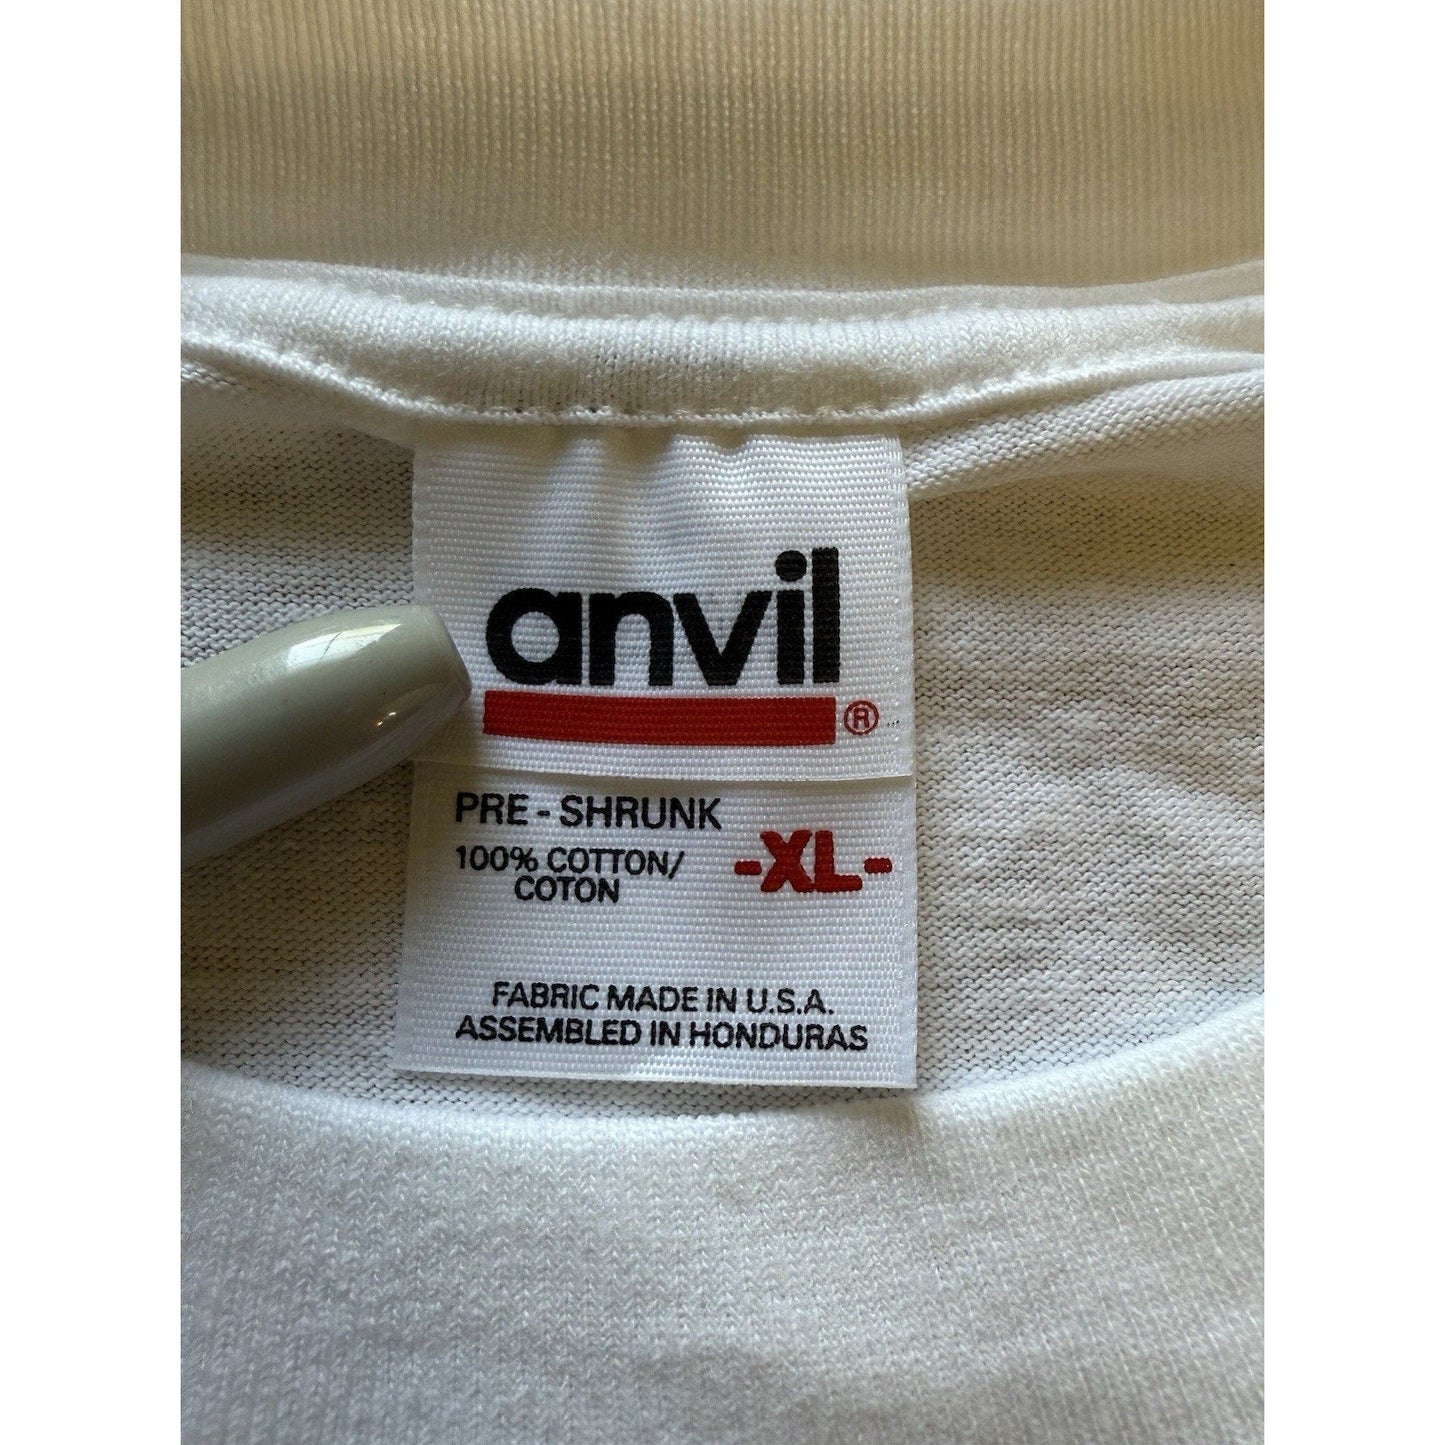 anvil
®
PRE - SHRUNK
100% COTTON/
COTON
-XL-
FABRIC MADE IN U.S.A.
ASSEMBLED IN HONDURAS